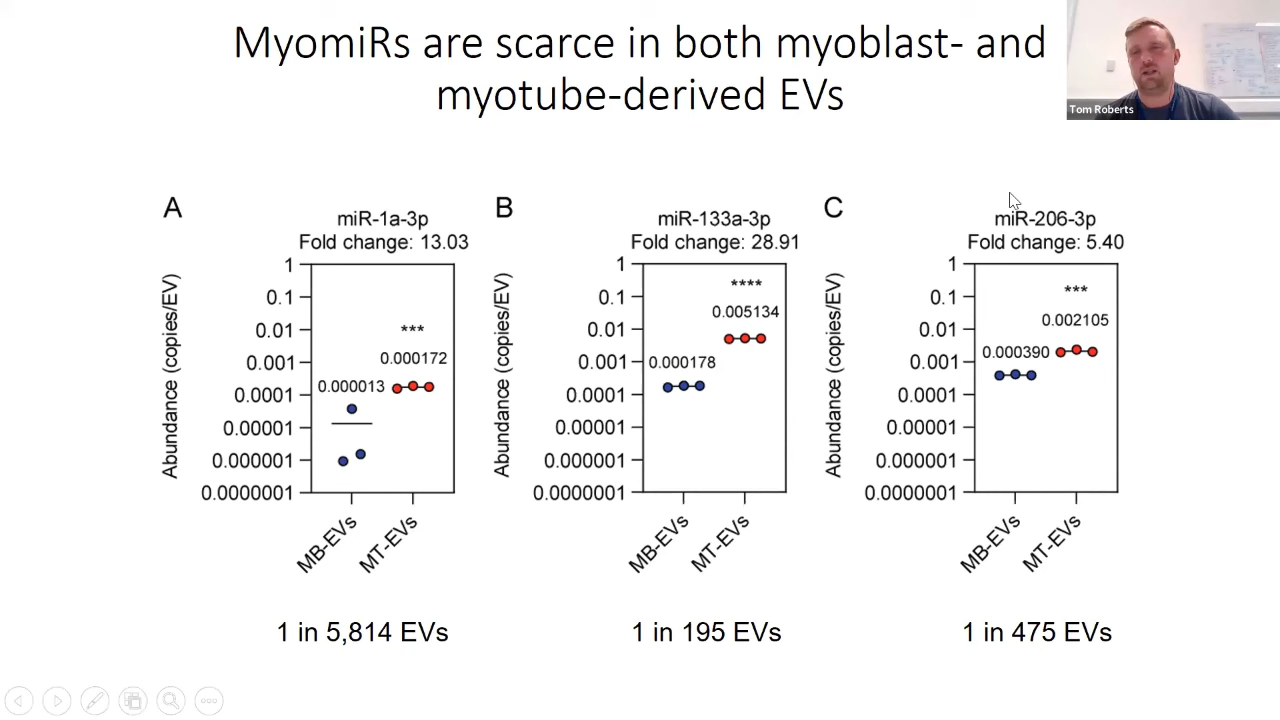 MyomiRs are scarce in both myoblast- and
myotube-derived EVs
Tom Roberts
A
miR-1a-3p
Fold change: 13.03
Abundance (copies/EV)
1
0.1
0.01
0.001
0.0001
0.00001
0.000001
0.0000001
***
0.000172
0.000013
MB-EVs
MT-EVs
1 in 5,814 EVs
B
miR-133a-3p
Fold change: 28.91
Abundance (copies/EV)
1
0.1
0.01
0.001
0.0001
0.00001
0.000001
0.0000001
****
0.005134
0.000178
MB-EVs
MT-EVs
1 in 195 EVs
C
miR-206-3p
Fold change: 5.40
Abundance (copies/EV)
1
0.1
0.01
0.001
0.0001
0.00001
0.000001
0.0000001
***
0.002105
0.000390
MB-EVs
MT-EVs
1 in 475 EVs